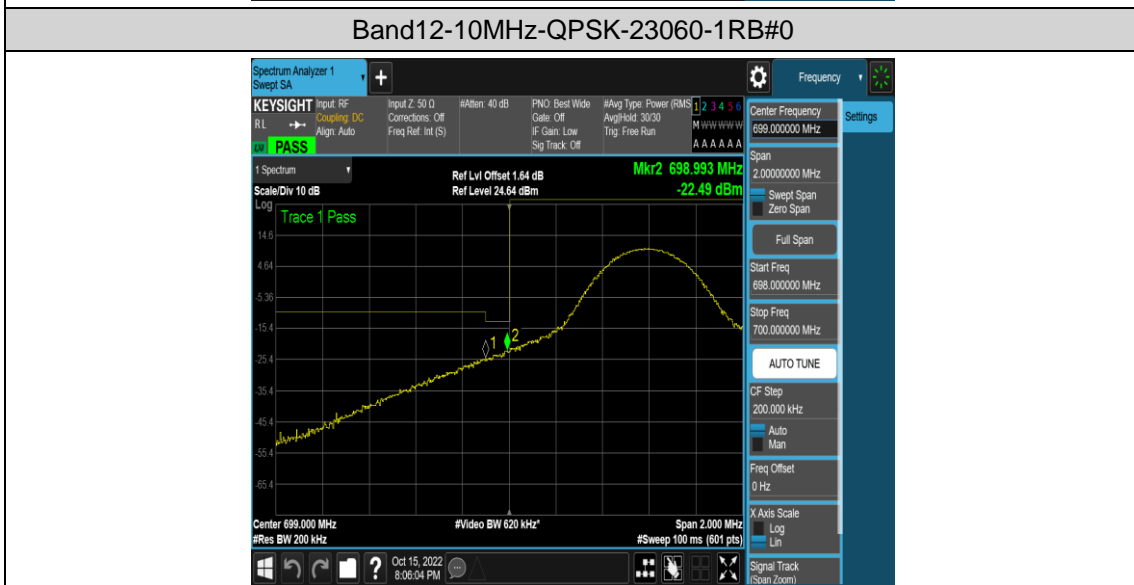 Band12-10MHz-QPSK-23060-1RB#0
Spectrum Analyzer 1
Swept SA
Frequency
KEYSIGHT
RL
PASS
Input: RF
Coupling: DC
Align: Auto
Input Z: 50 Ω
Corrections: Off
Freq Ref: Int (S)
#Atten: 40 dB
PNO: Best Wide
Gate: Off
IF Gain: Low
Sig Track: Off
#Avg Type: Power (RMS
Avg|Hold: 30/30
Trig: Free Run
1 2 3 4 5 6
M W W W W W
A A A A A A
1 Spectrum
Scale/Div 10 dB
Ref Lvl Offset 1.64 dB
Ref Level 24.64 dBm
Mkr2 698.993 MHz
-22.49 dBm
Log
Trace 1 Pass
14.6
4.64
-5.36
-15.4
-25.4
-35.4
-45.4
-55.4
-65.4
1
2
Center 699.000 MHz
#Res BW 200 kHz
#Video BW 620 kHz*
Span 2.000 MHz
#Sweep 100 ms (601 pts)
Center Frequency
699.000000 MHz
Settings
Span
2.00000000 MHz
Swept Span
Zero Span
Full Span
Start Freq
698.000000 MHz
Stop Freq
700.000000 MHz
AUTO TUNE
CF Step
200.000 kHz
Auto
Man
Freq Offset
0 Hz
X Axis Scale
Log
Lin
Signal Track
(Span Zoom)
?
Oct 15, 2022
8:06:04 PM